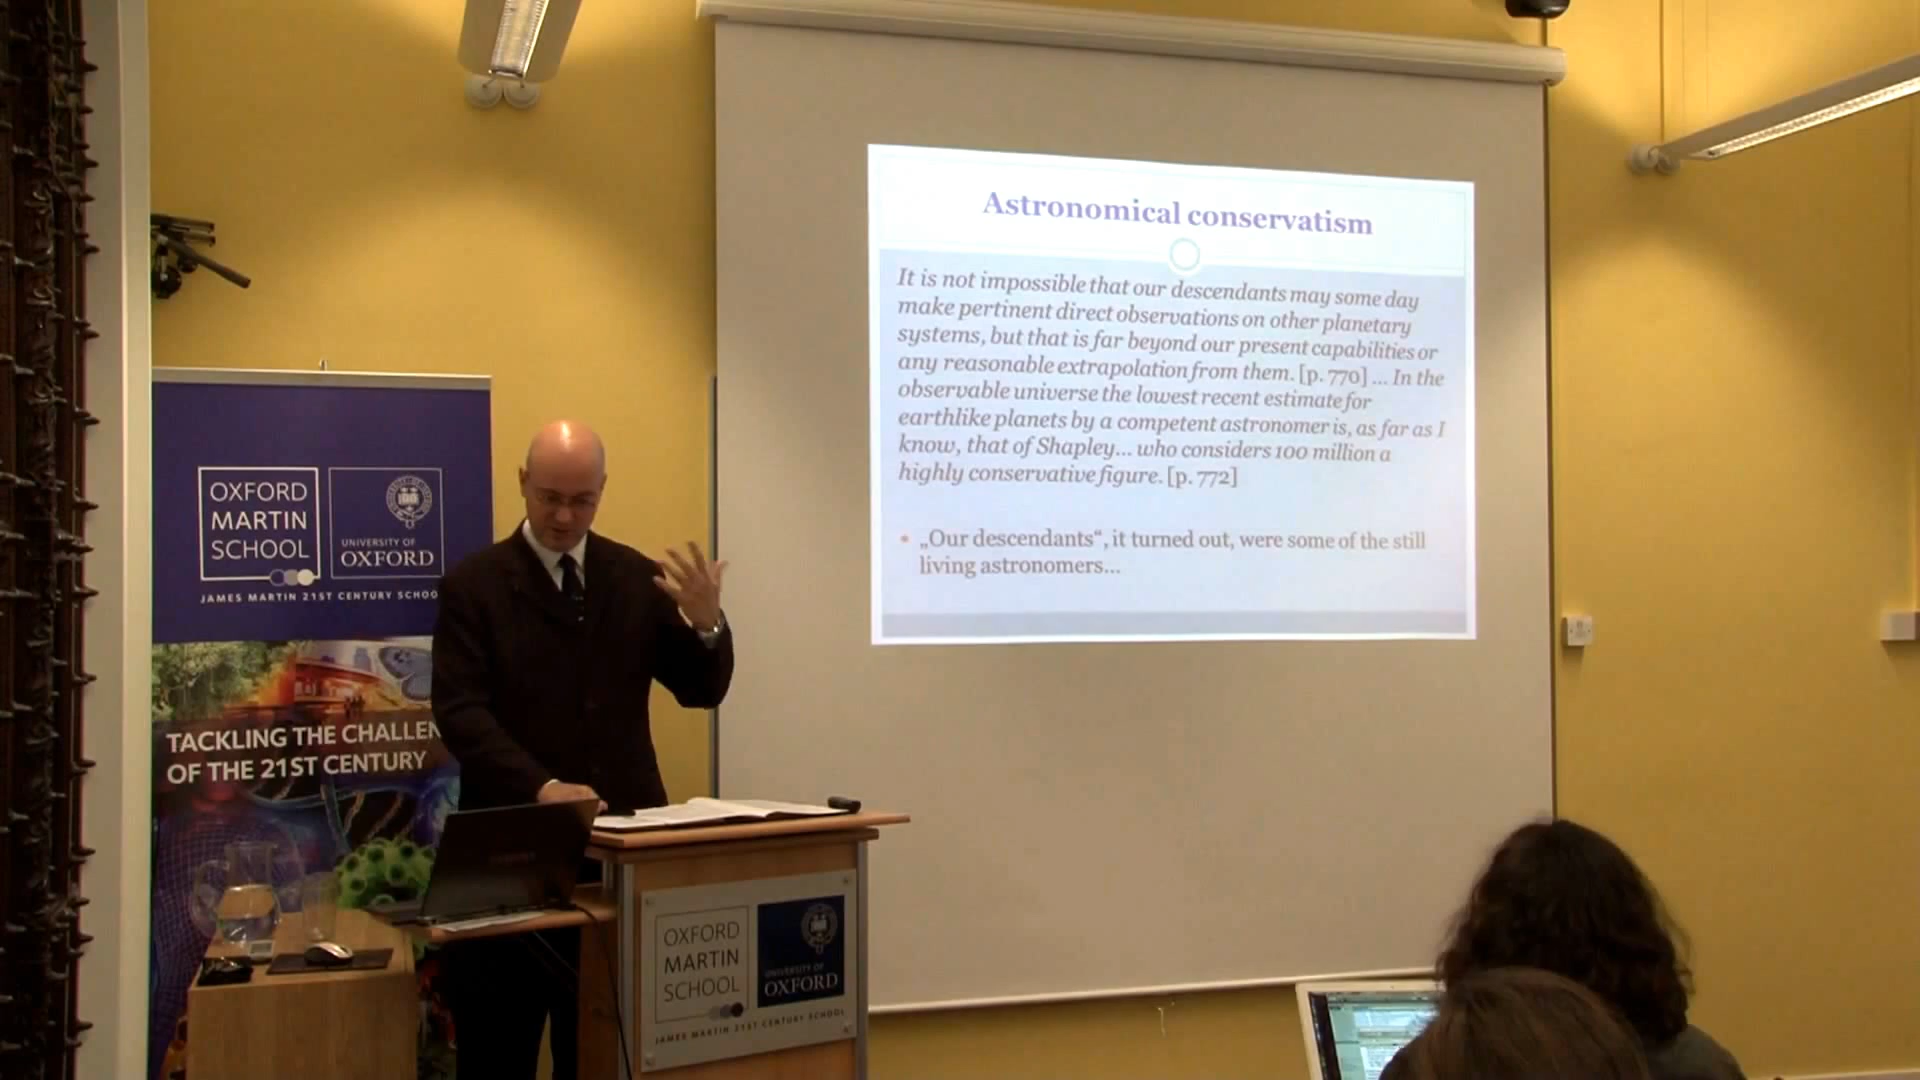 Astronomical conservatism
It is not impossible that our descendants may some day
make pertinent direct observations on other planetary
systems, but that is far beyond our present capabilities or
any reasonable extrapolation from them. [p. 770] ... In the
observable universe the lowest recent estimate for
earthlike planets by a competent astronomer is, as far as I
know, that of Shapley... who considers 100 million a
highly conservative figure. [p. 772]
• „Our descendants“, it turned out, were some of the still
living astronomers...
OXFORD
MARTIN
SCHOOL
UNIVERSITY OF
OXFORD
JAMES MARTIN 21ST CENTURY SCHOO
TACKLING THE CHALLEN
OF THE 21ST CENTURY
OXFORD
MARTIN
SCHOOL
UNIVERSITY OF
OXFORD
JAMES MARTIN 21ST CENTURY SCHOOL